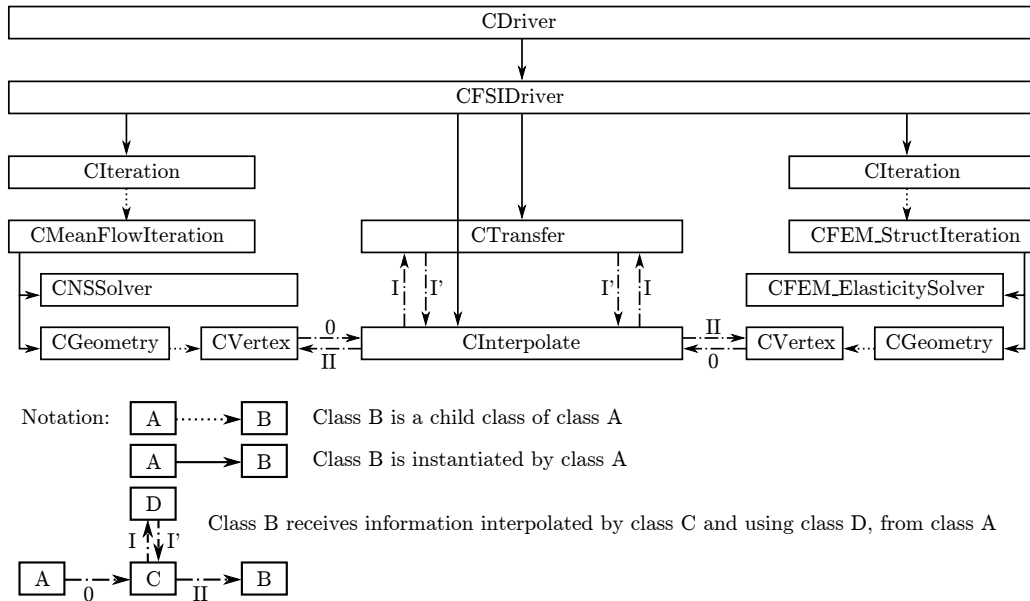 CDriver
CFSIDriver
CIteration CIteration
CMeanFlowIteration CTransfer CFEM_StructIteration
I I' I' I
CNSSolver CFEM_ElasticitySolver
0 II
CGeometry CVertex CInterpolate CVertex CGeometry
II 0
Notation: A B Class B is a child class of class A
A B Class B is instantiated by class A
D
Class B receives information interpolated by class C and using class D, from class A
I I'
A C B
0 II